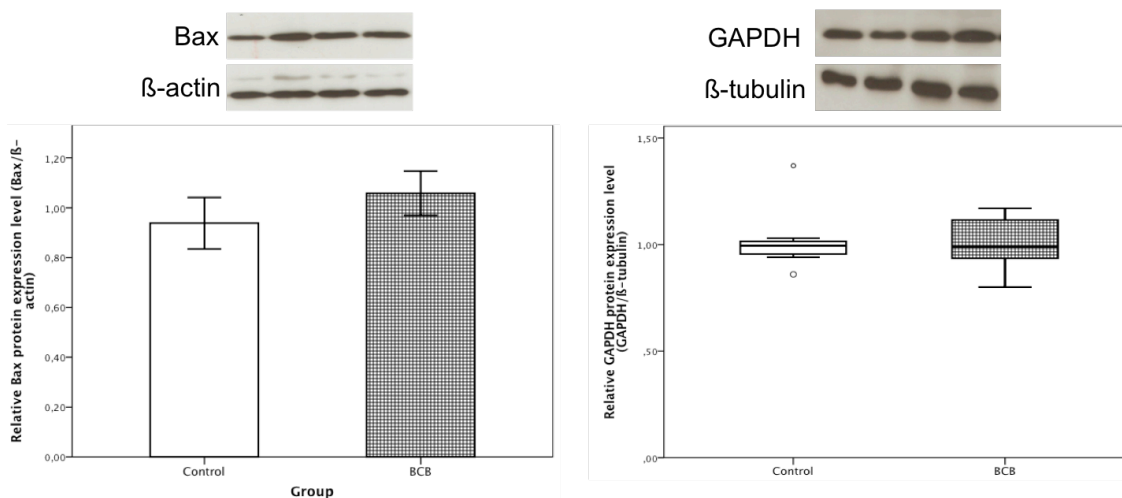 Bax
ß-actin
Relative Bax protein expression level (Bax/ß-
actin)
1,20
1,00
0,80
0,60
0,40
0,20
0,00
Control
BCB
Group
GAPDH
ß-tubulin
Relative GAPDH protein expression level
(GAPDH/ß-tubulin)
1,50
1,00
,50
,00
Control
BCB